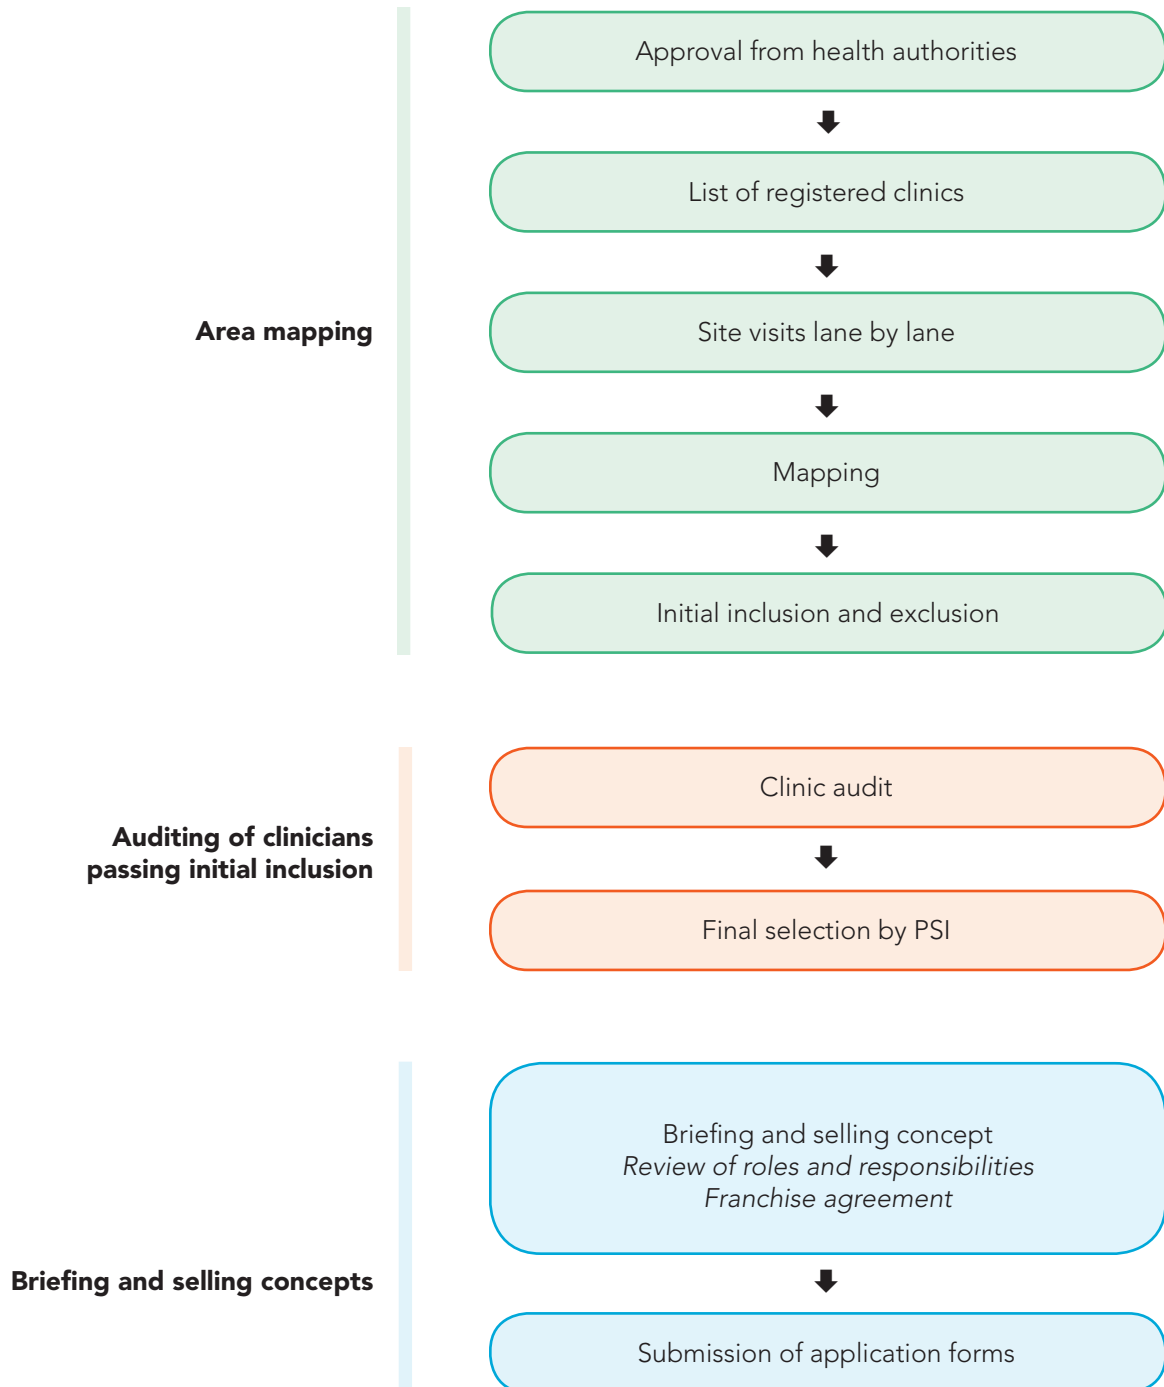 Approval from health authorities
List of registered clinics
Area mapping
Site visits lane by lane
Mapping
Initial inclusion and exclusion
Auditing of clinicians
passing initial inclusion
Clinic audit
Final selection by PSI
Briefing and selling concepts
Briefing and selling concept
Review of roles and responsibilities
Franchise agreement
Submission of application forms